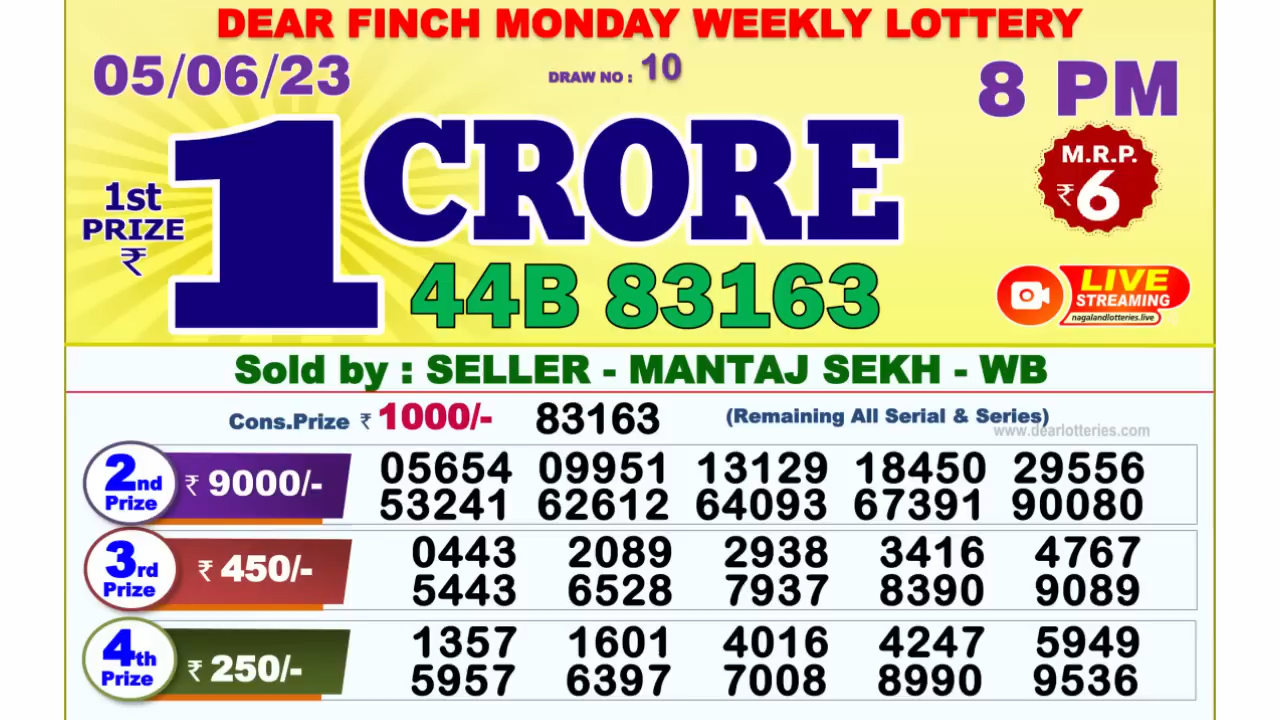 DEAR FINCH MONDAY WEEKLY LOTTERY
05/06/23
DRAW NO : 10
8 PM
1st
PRIZE
₹
1 CRORE
44B 83163
M.R.P.
₹ 6
LIVE
STREAMING
nagalandlotteries.live
Sold by : SELLER - MANTAJ SEKH - WB
Cons.Prize ₹ 1000/- 83163 (Remaining All Serial & Series)
www.dearlotteries.com
2nd Prize ₹ 9000/-
05654 09951 13129 18450 29556
53241 62612 64093 67391 90080
3rd Prize ₹ 450/-
0443 2089 2938 3416 4767
5443 6528 7937 8390 9089
4th Prize ₹ 250/-
1357 1601 4016 4247 5949
5957 6397 7008 8990 9536